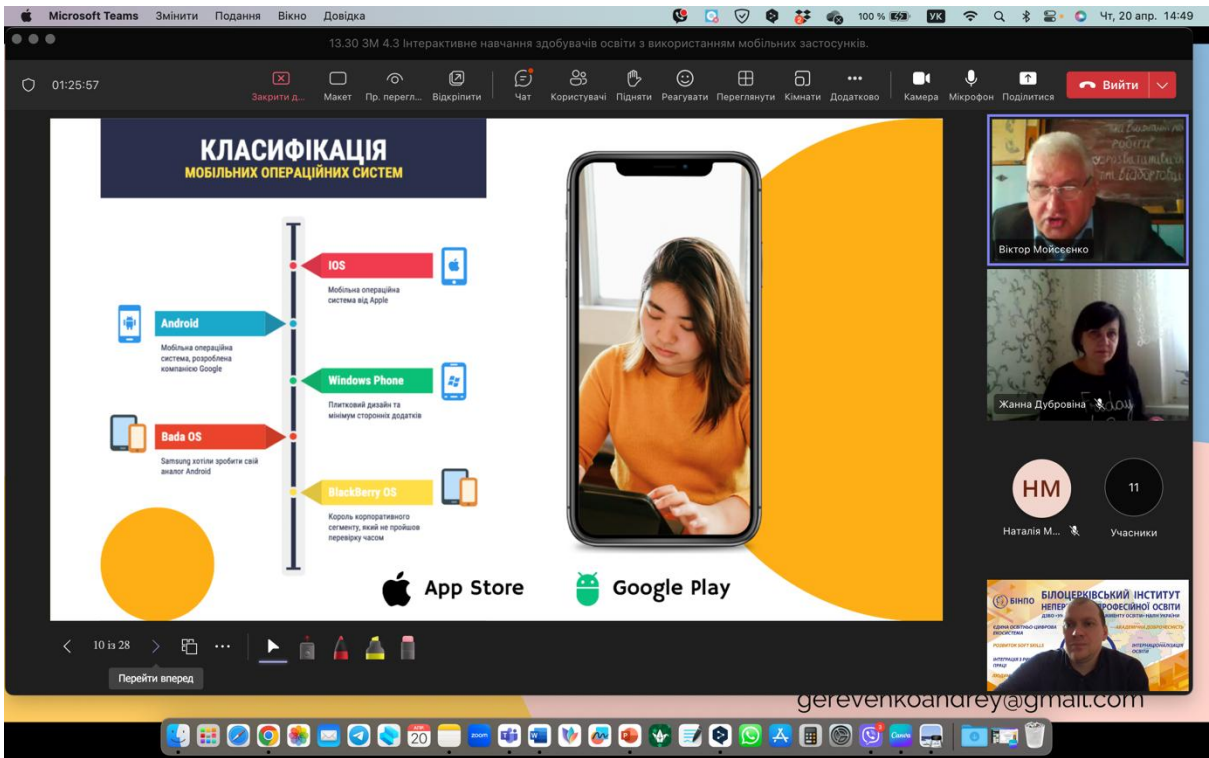 Microsoft Teams Змінити Подання Вікно Довідка
100 % УК Чт, 20 апр. 14:49
13.30 ЗМ 4.3 Інтерактивне навчання здобувачів освіти з використанням мобільних застосунків.
01:25:57
Закрити д... Макет Пр. перегл... Відкріпити Чат Користувачі Підняти Реагувати Переглянути Кімнати Додатково Камера Мікрофон Поділитися Вийти
КЛАСИФІКАЦІЯ
МОБІЛЬНИХ ОПЕРАЦІЙНИХ СИСТЕМ
IOS
Мобільна операційна
система від Apple
Android
Мобільна операційна
система, розроблена
компанією Google
Windows Phone
Плитковий дизайн та
мінімум сторонніх додатків
Bada OS
Samsung хотіли зробити свій
аналог Android
BlackBerry OS
Король корпоративного
сегменту, який не пройшов
перевірку часом
App Store Google Play
Віктор Мойсєєнко
Жанна Дубровіна
НМ
Наталія М...
11
Учасники
БІНПО
БІЛОЦЕРКІВСЬКИЙ ІНСТИТУТ
10 із 28
Перейти вперед
gerevenkoandrey@gmail.com
АПР.
20
zoom
Canva